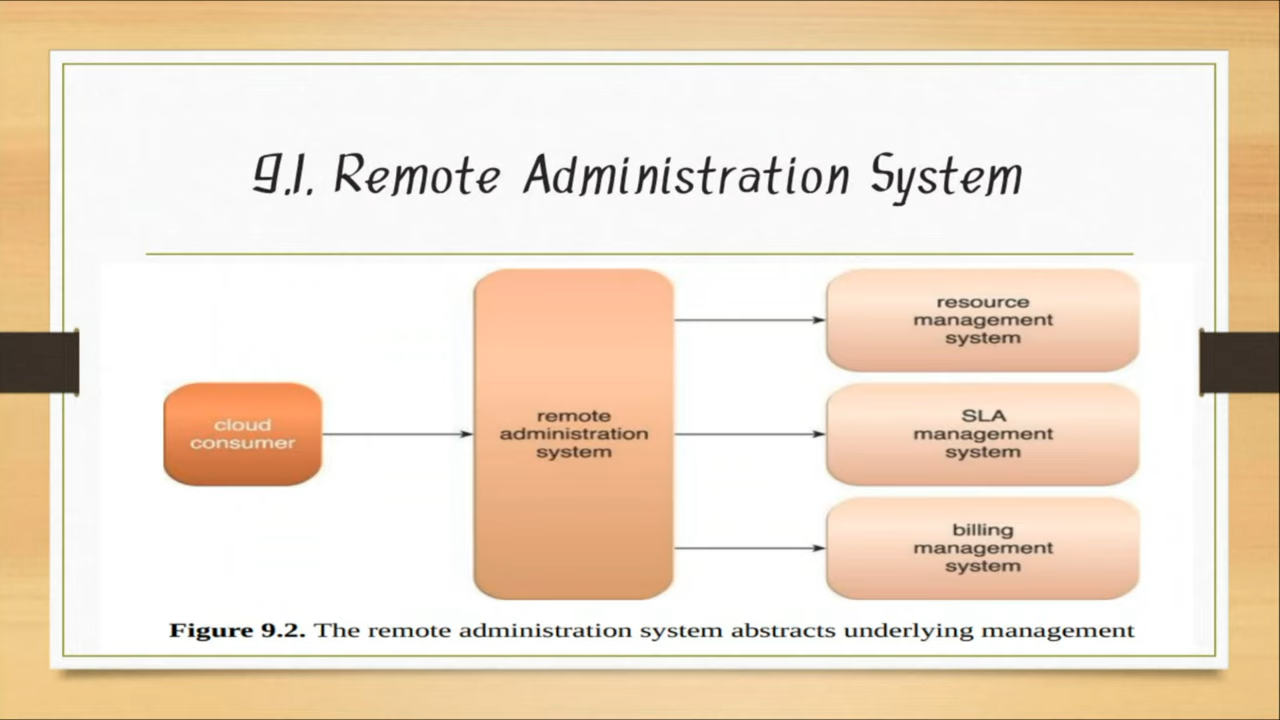 9.1. Remote Administration System
cloud
consumer
remote
administration
system
resource
management
system
SLA
management
system
billing
management
system
Figure 9.2. The remote administration system abstracts underlying management